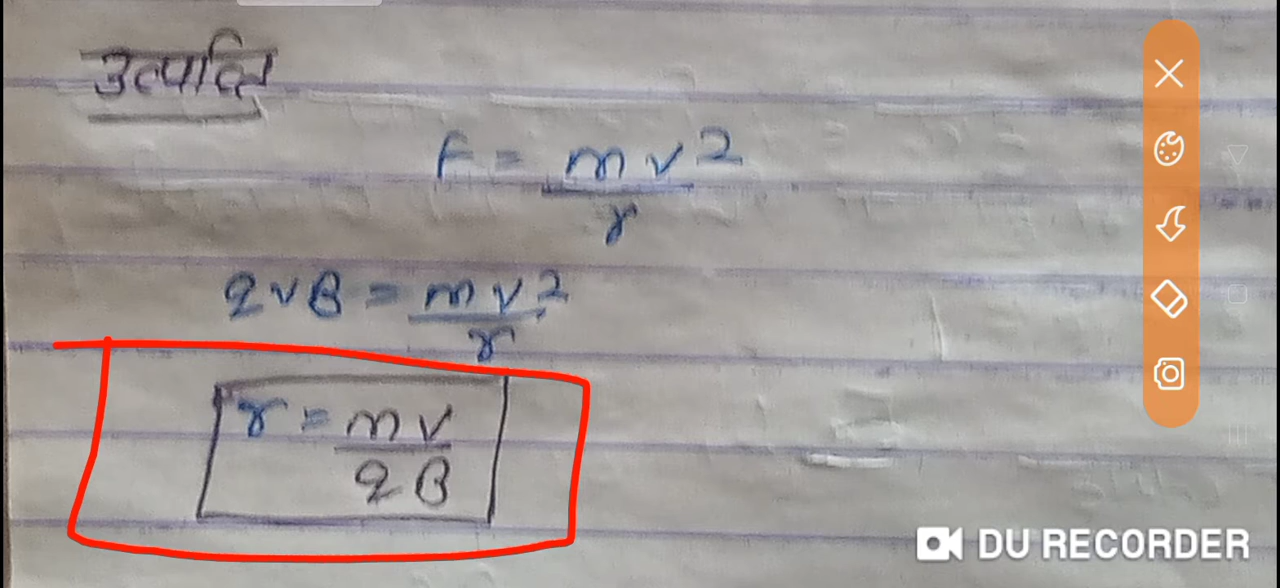 उत्पत्ति
F = mv²/r
qvB = mv²/r
r = mv/qB
DU RECORDER